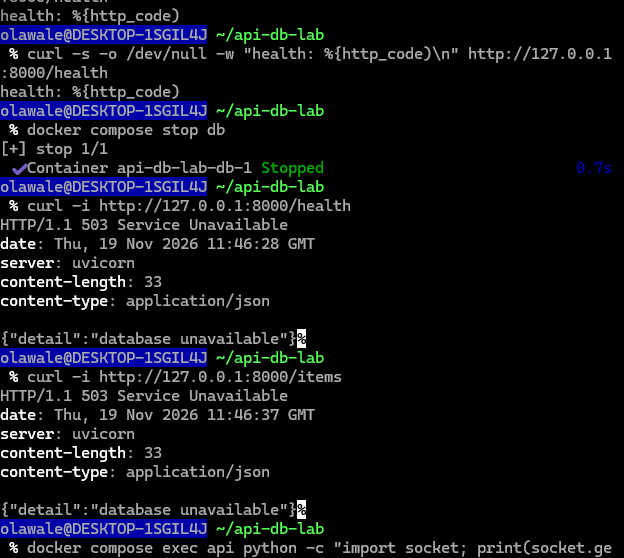 health: %{http_code)
olawale@DESKTOP-1SGIL4J ~/api-db-lab
% curl -s -o /dev/null -w "health: %{http_code)\n" http://127.0.0.1
:8000/health
health: %{http_code)
olawale@DESKTOP-1SGIL4J ~/api-db-lab
% docker compose stop db
[+] stop 1/1
✔Container api-db-lab-db-1 Stopped 0.7s
olawale@DESKTOP-1SGIL4J ~/api-db-lab
% curl -i http://127.0.0.1:8000/health
HTTP/1.1 503 Service Unavailable
date: Thu, 19 Nov 2026 11:46:28 GMT
server: uvicorn
content-length: 33
content-type: application/json
{"detail":"database unavailable"}%
olawale@DESKTOP-1SGIL4J ~/api-db-lab
% curl -i http://127.0.0.1:8000/items
HTTP/1.1 503 Service Unavailable
date: Thu, 19 Nov 2026 11:46:37 GMT
server: uvicorn
content-length: 33
content-type: application/json
{"detail":"database unavailable"}%
olawale@DESKTOP-1SGIL4J ~/api-db-lab
% docker compose exec api python -c "import socket; print(socket.ge